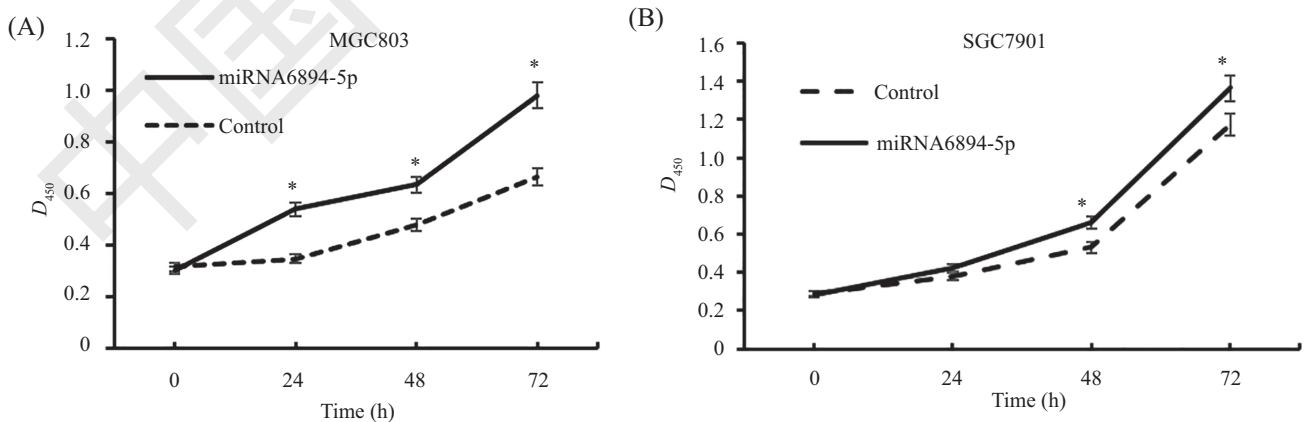 (A)
MGC803
1.2
1.0
0.8
0.6
0.4
0.2
0
D450
miRNA6894-5p
Control
*
*
*
0 24 48 72
Time (h)
(B)
SGC7901
1.6
1.4
1.2
1.0
0.8
0.6
0.4
0.2
0
D450
Control
miRNA6894-5p
*
*
0 24 48 72
Time (h)
中国